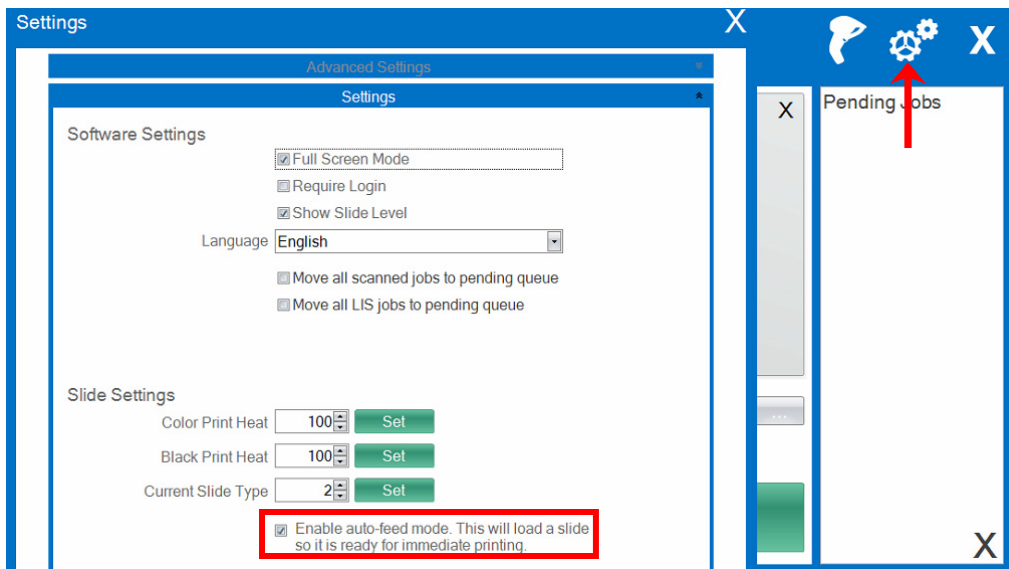 Settings
X
X
Advanced Settings
Settings
X
Pending Jobs
Software Settings
Full Screen Mode
Require Login
Show Slide Level
Language English
Move all scanned jobs to pending queue
Move all LIS jobs to pending queue
Slide Settings
Color Print Heat 100 Set
...
Black Print Heat 100 Set
Current Slide Type 2 Set
Enable auto-feed mode. This will load a slide
so it is ready for immediate printing.
X